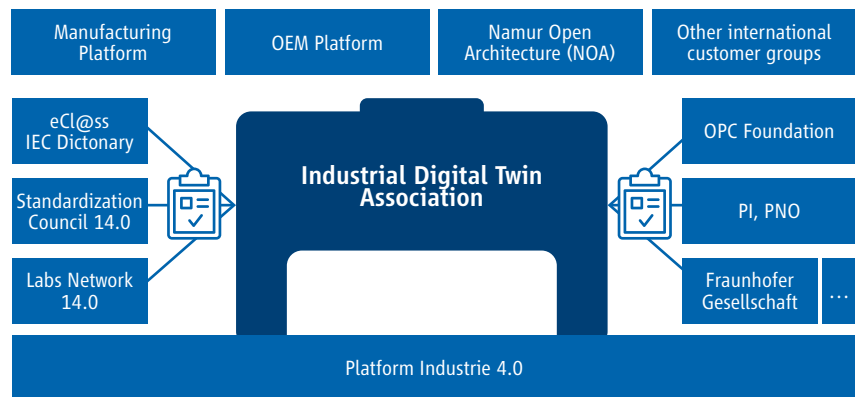 Manufacturing
Platform
OEM Platform
Namur Open
Architecture (NOA)
Other international
customer groups
eCl@ss
IEC Dictonary
Standardization
Council 14.0
Labs Network
14.0
Industrial Digital Twin
Association
OPC Foundation
PI, PNO
Fraunhofer
Gesellschaft
...
Platform Industrie 4.0